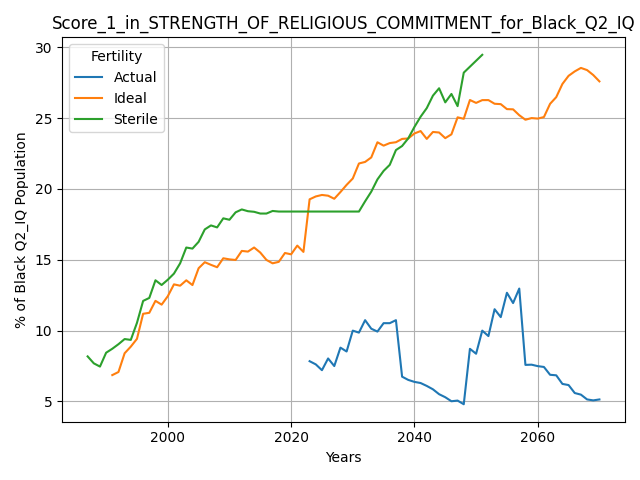 Score_1_in_STRENGTH_OF_RELIGIOUS_COMMITMENT_for_Black_Q2_IQ
Fertility
Actual
Ideal
Sterile
% of Black Q2_IQ Population
30
25
20
15
10
5
2000
2020
2040
2060
Years